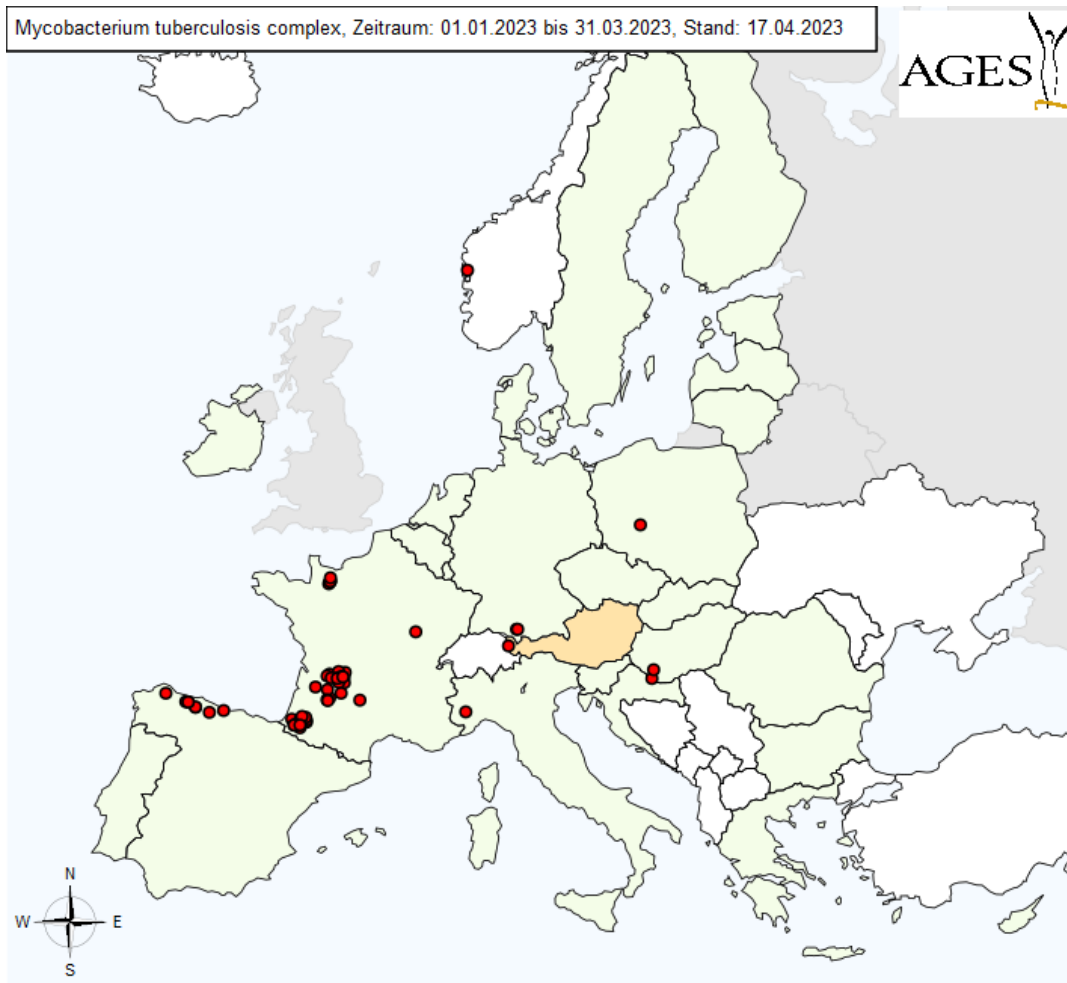 Mycobacterium tuberculosis complex, Zeitraum: 01.01.2023 bis 31.03.2023, Stand: 17.04.2023
AGES
N
W E
S